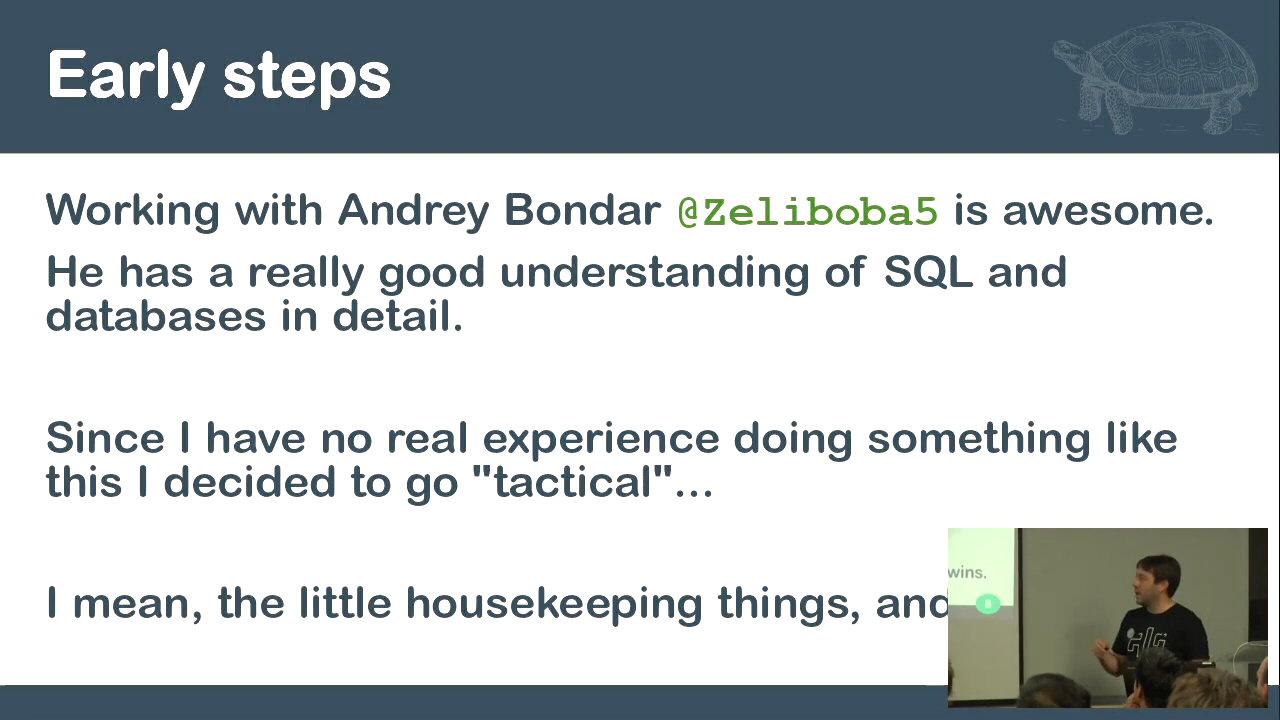 Early steps
Working with Andrey Bondar @Zeliboba5 is awesome.
He has a really good understanding of SQL and
databases in detail.
Since I have no real experience doing something like
this I decided to go "tactical"...
I mean, the little housekeeping things, and
wins.
8